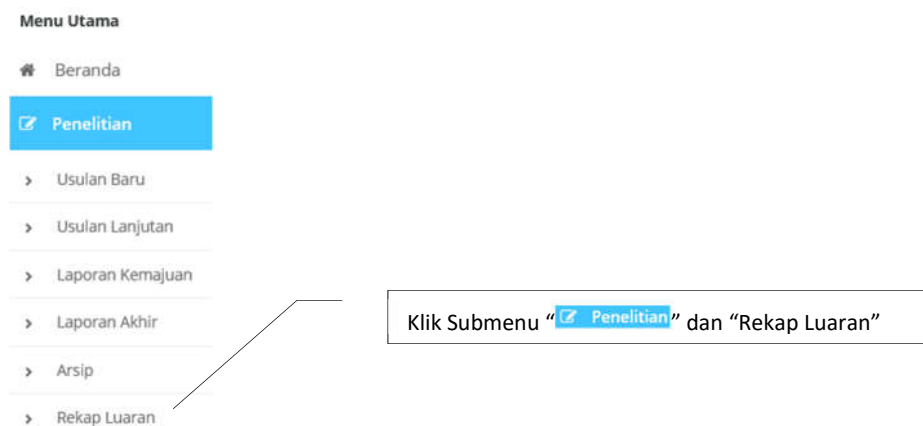 Menu Utama
Beranda
Penelitian
Usulan Baru
Usulan Lanjutan
Laporan Kemajuan
Laporan Akhir
Arsip
Rekap Luaran
Klik Submenu “ Penelitian” dan “Rekap Luaran”